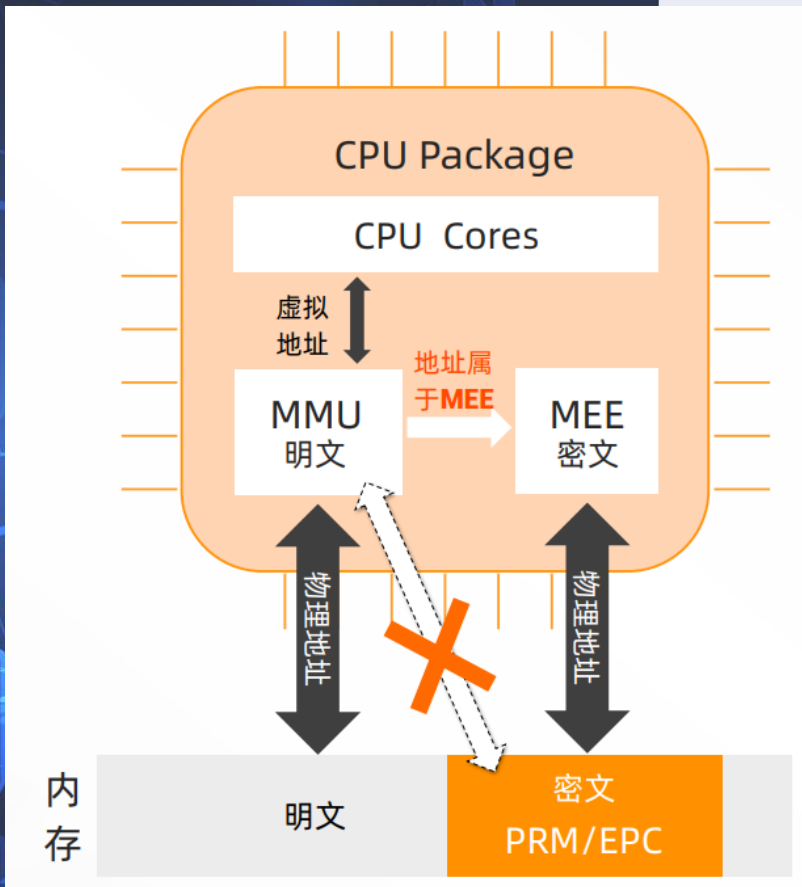 CPU Package
CPU Cores
虚拟
地址
地址属
于MEE
MMU
明文
MEE
密文
物理地址
物理地址
内
存
明文
密文
PRM/EPC